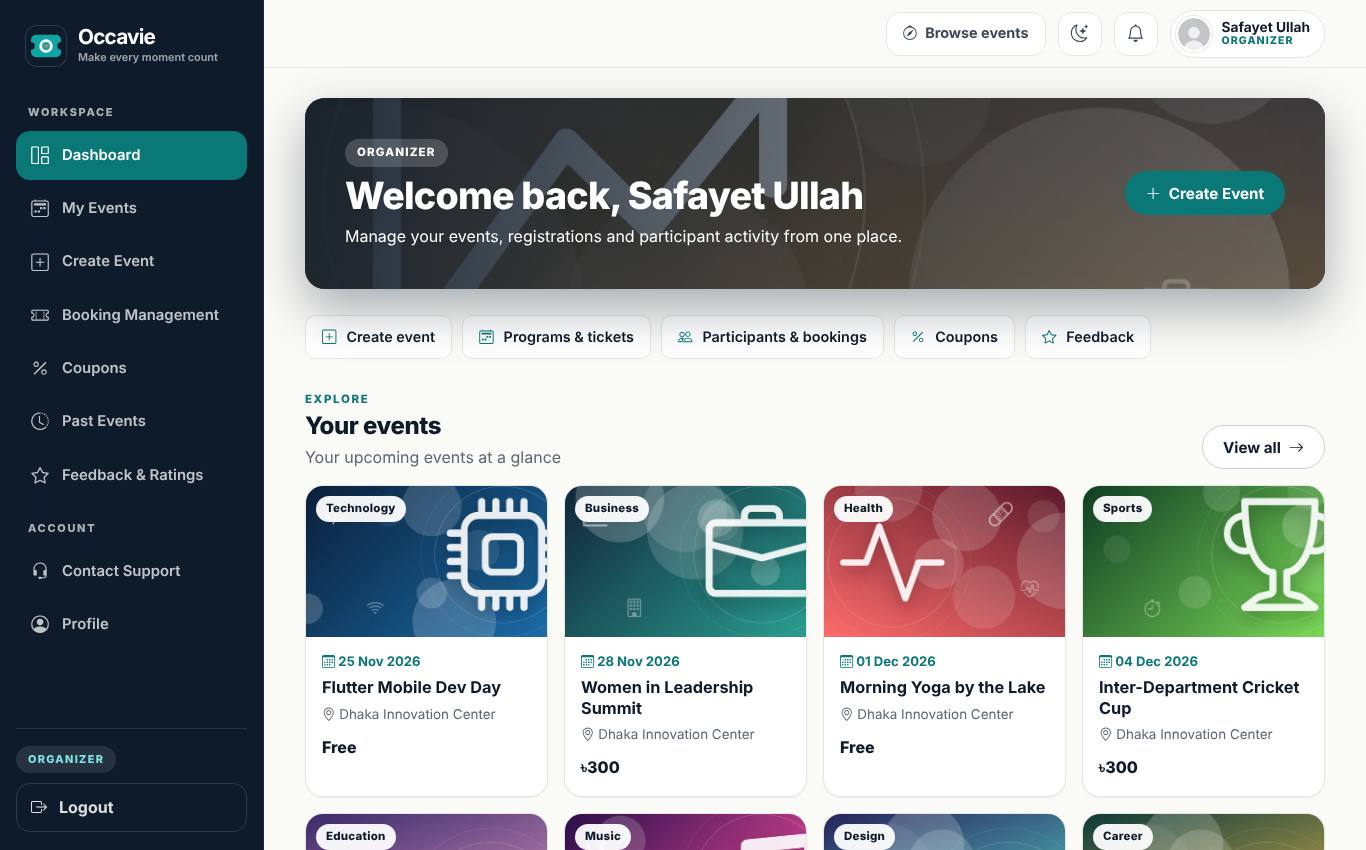 Occavie
Make every moment count
WORKSPACE
Dashboard
My Events
Create Event
Booking Management
Coupons
Past Events
Feedback & Ratings
ACCOUNT
Contact Support
Profile
ORGANIZER
Logout
Browse events
Safayet Ullah
ORGANIZER
ORGANIZER
Welcome back, Safayet Ullah
Manage your events, registrations and participant activity from one place.
Create Event
Create event
Programs & tickets
Participants & bookings
Coupons
Feedback
EXPLORE
Your events
Your upcoming events at a glance
View all
Technology
25 Nov 2026
Flutter Mobile Dev Day
Dhaka Innovation Center
Free
Business
28 Nov 2026
Women in Leadership
Summit
Dhaka Innovation Center
৳300
Health
01 Dec 2026
Morning Yoga by the Lake
Dhaka Innovation Center
Free
Sports
04 Dec 2026
Inter-Department Cricket
Cup
Dhaka Innovation Center
৳300
Education
Music
Design
Career